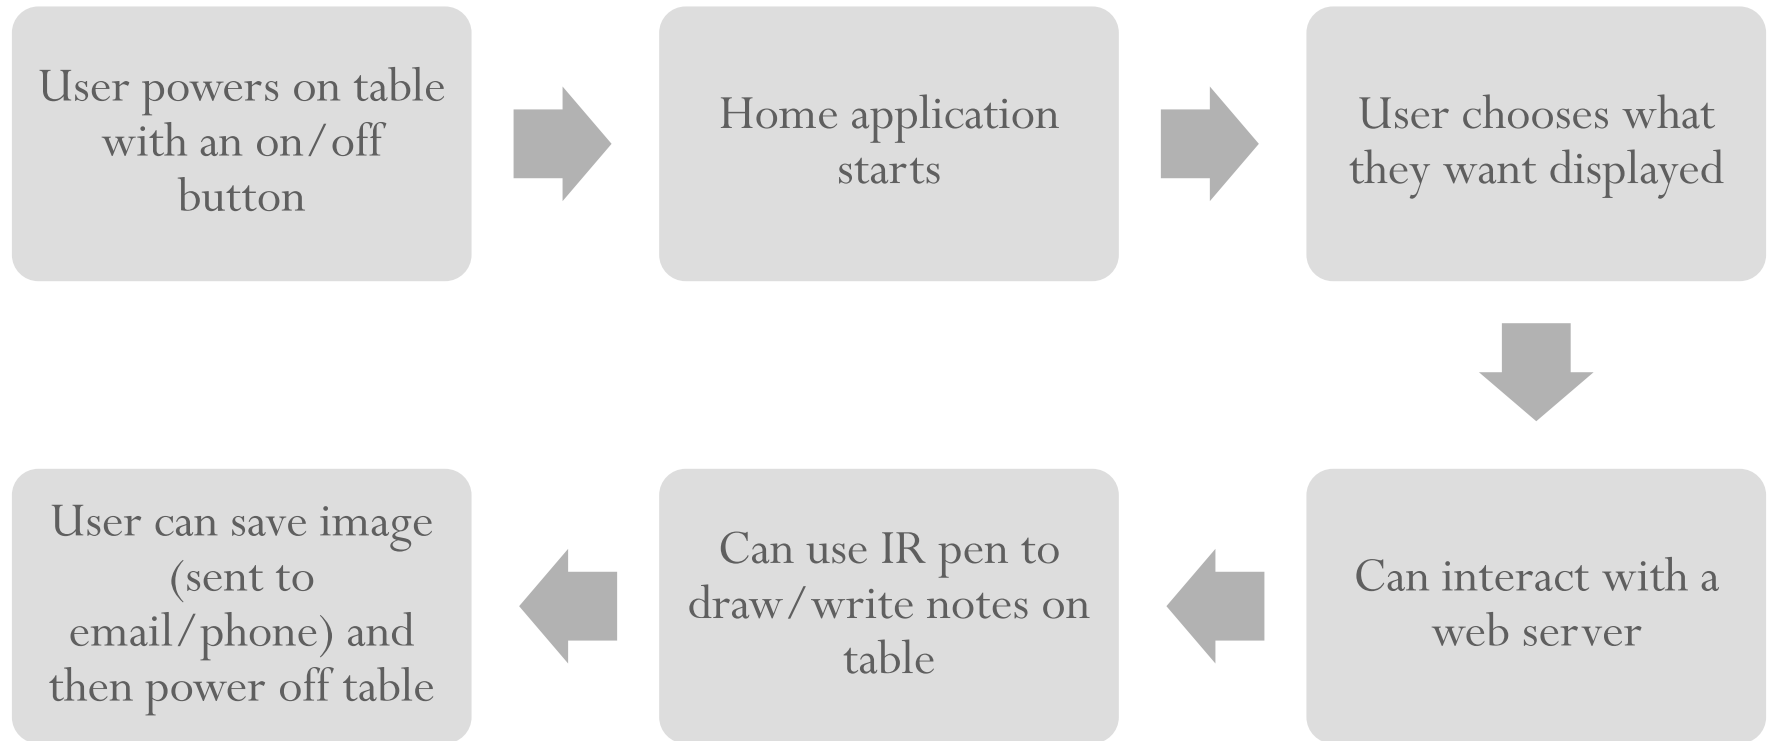 User powers on table
with an on/off
button
Home application
starts
User chooses what
they want displayed
Can interact with a
web server
Can use IR pen to
draw/write notes on
table
User can save image
(sent to
email/phone) and
then power off table